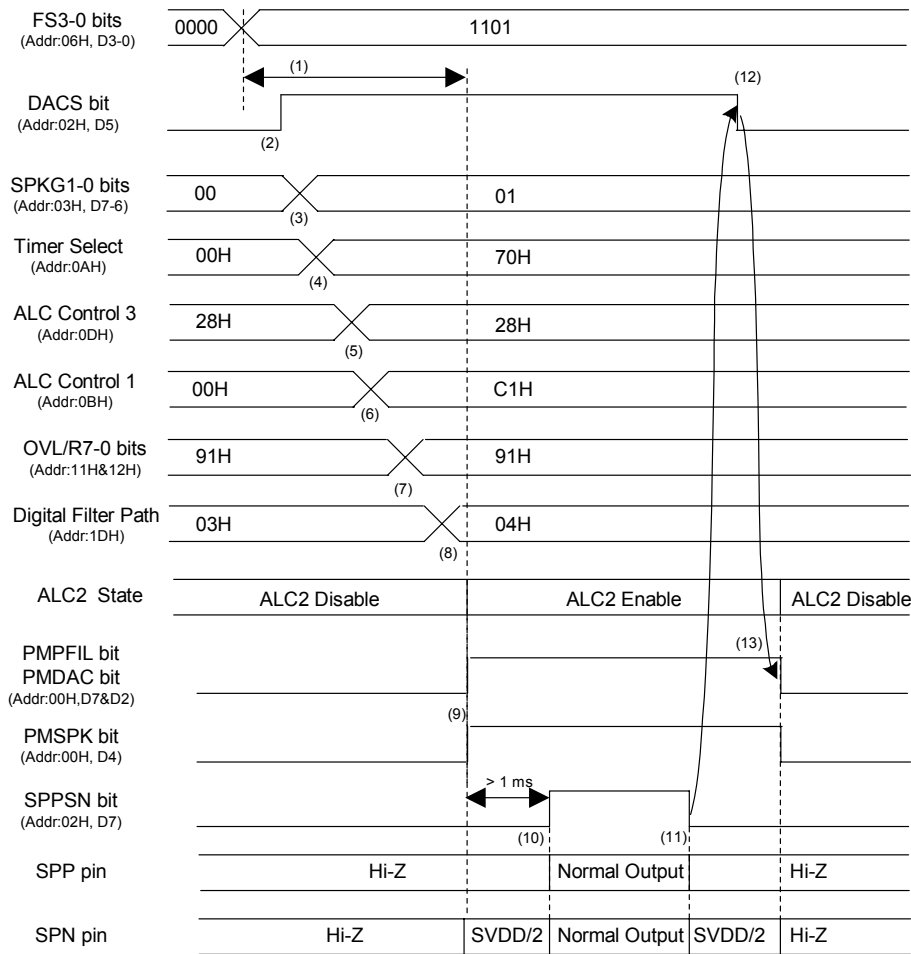 FS3-0 bits
(Addr:06H, D3-0)
0000
1101
(1)
(12)
DACS bit
(Addr:02H, D5)
(2)
SPKG1-0 bits
(Addr:03H, D7-6)
00
01
(3)
Timer Select
(Addr:0AH)
00H
70H
(4)
ALC Control 3
(Addr:0DH)
28H
28H
(5)
ALC Control 1
(Addr:0BH)
00H
C1H
(6)
OVL/R7-0 bits
(Addr:11H&12H)
91H
91H
(7)
Digital Filter Path
(Addr:1DH)
03H
04H
(8)
ALC2 State
ALC2 Disable
ALC2 Enable
ALC2 Disable
PMPFIL bit
PMDAC bit
(Addr:00H,D7&D2)
(13)
(9)
PMSPK bit
(Addr:00H, D4)
> 1 ms
SPPSN bit
(Addr:02H, D7)
(10)
(11)
SPP pin
Hi-Z
Normal Output
Hi-Z
SPN pin
Hi-Z
SVDD/2
Normal Output
SVDD/2
Hi-Z